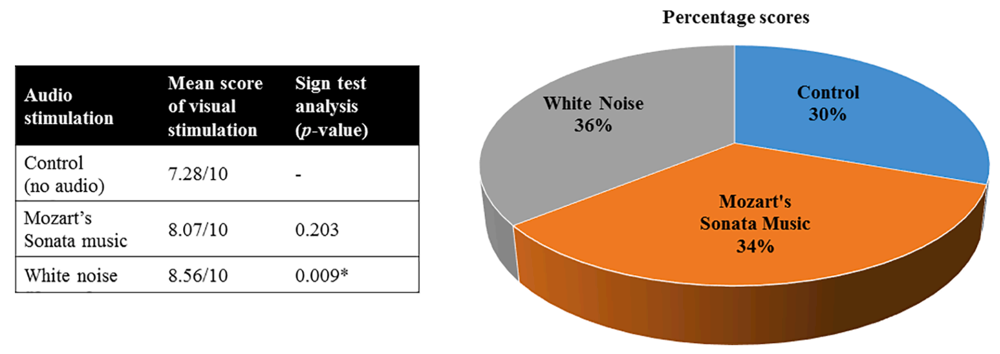 Audio
stimulation
Mean score
of visual
stimulation
Sign test
analysis
(p-value)
Control
(no audio)
7.28/10
-
Mozart’s
Sonata music
8.07/10
0.203
White noise
8.56/10
0.009*
Percentage scores
White Noise
36%
Control
30%
Mozart's
Sonata Music
34%